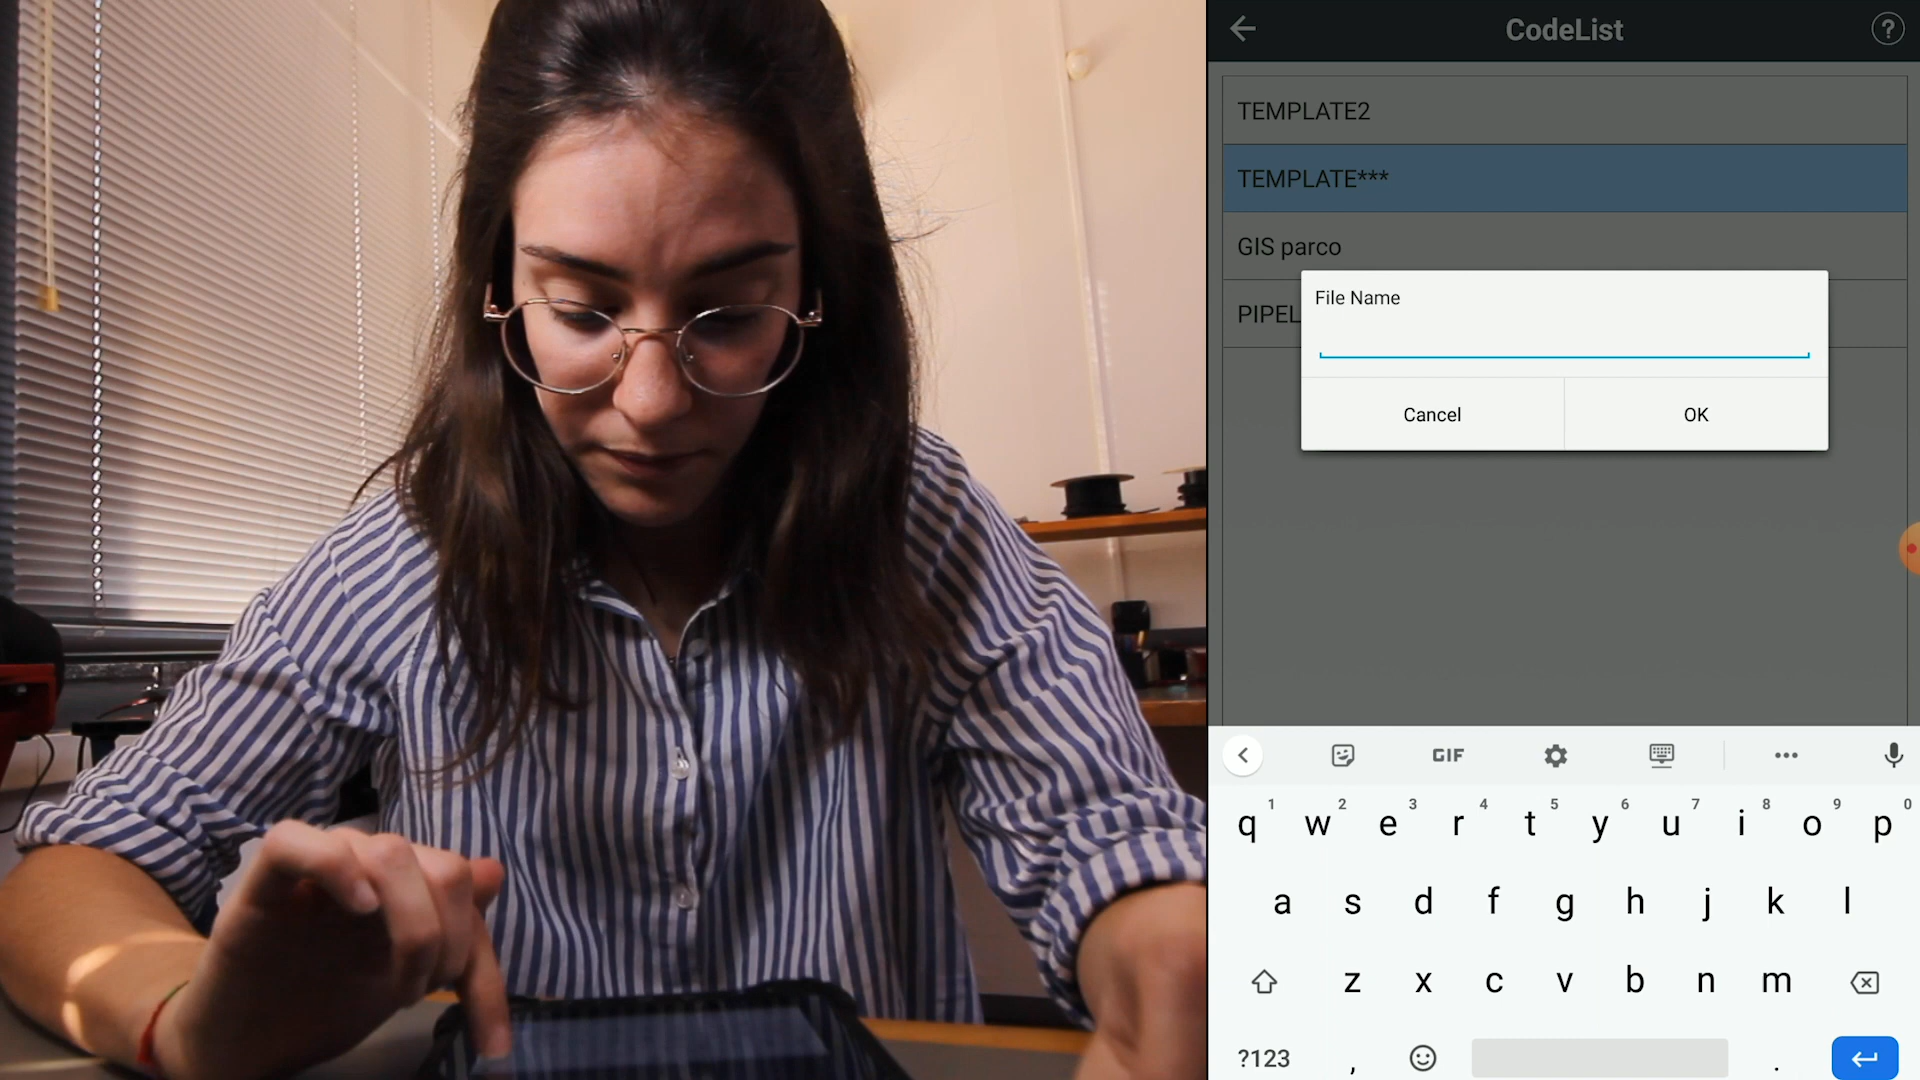 CodeList
?
TEMPLATE2
TEMPLATE***
GIS parco
PIPEL
File Name
Cancel OK
GIF
1 2 3 4 5 6 7 8 9 0
q w e r t y u i o p
a s d f g h j k l
z x c v b n m
?123 , .